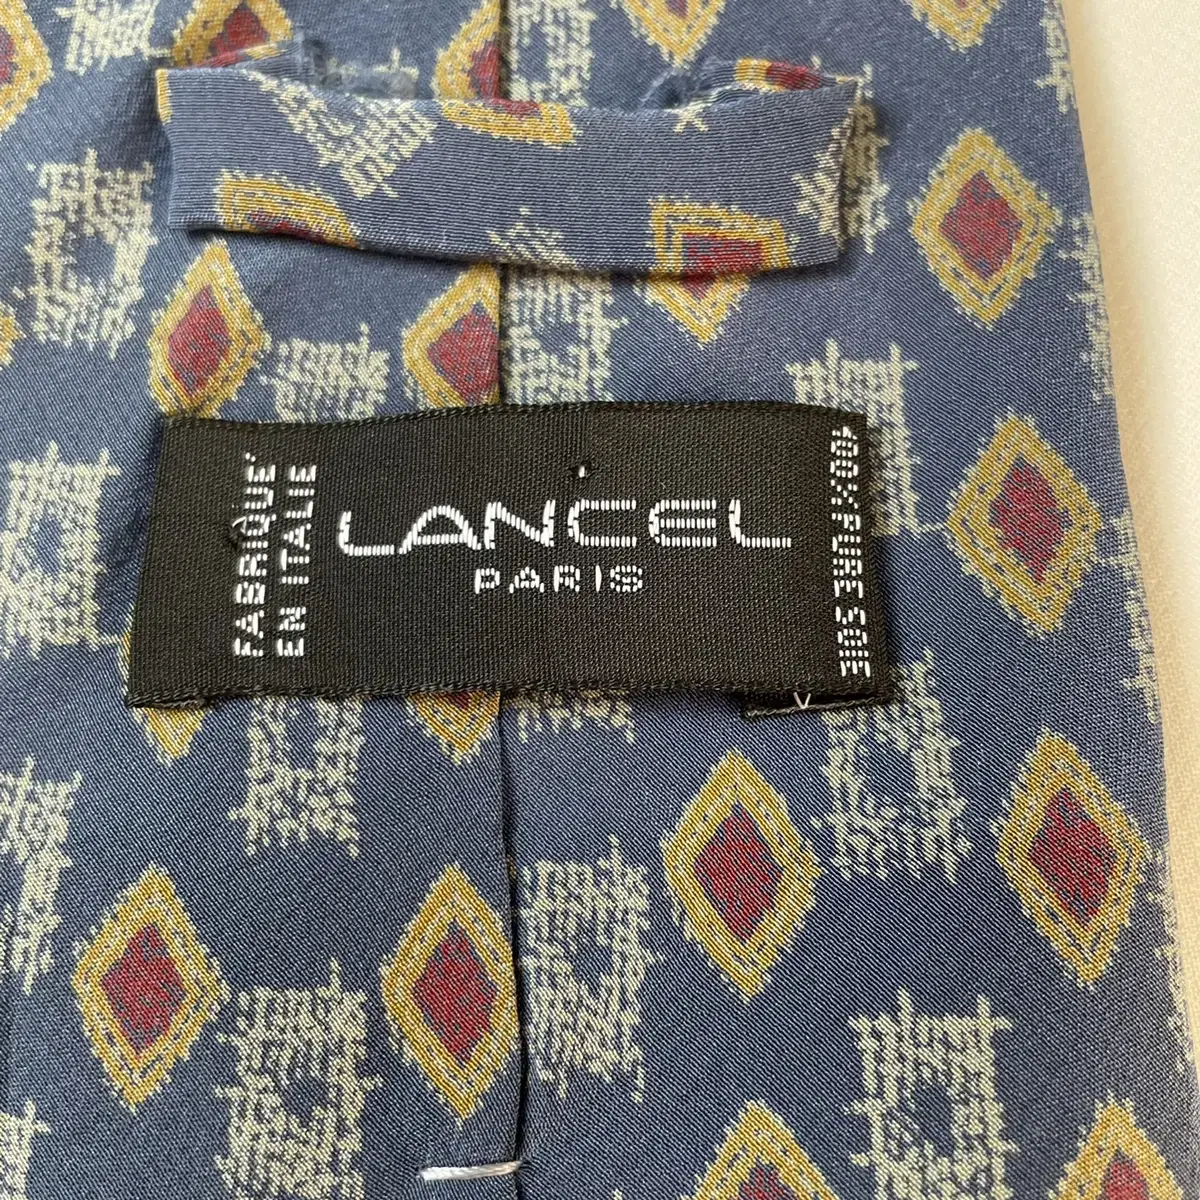 FABRIQUÉ
EN ITALIE
LANCEL
PARIS
100% PURE SOIE